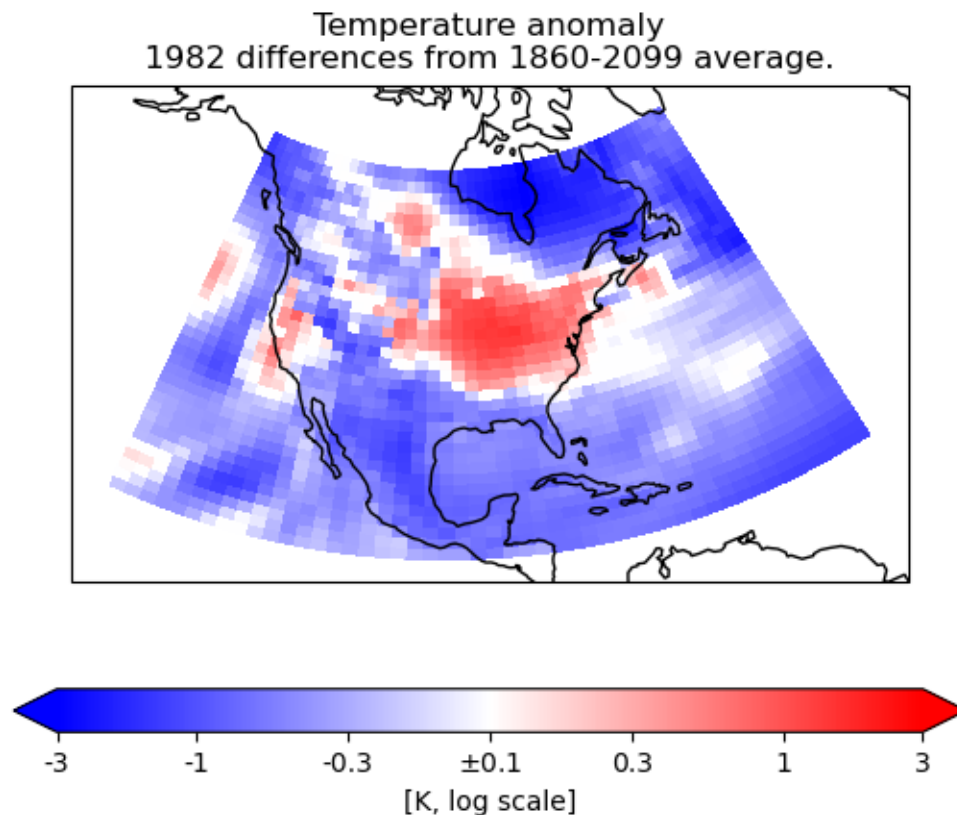 Temperature anomaly
1982 differences from 1860-2099 average.
-3 -1 -0.3 ±0.1 0.3 1 3
[K, log scale]